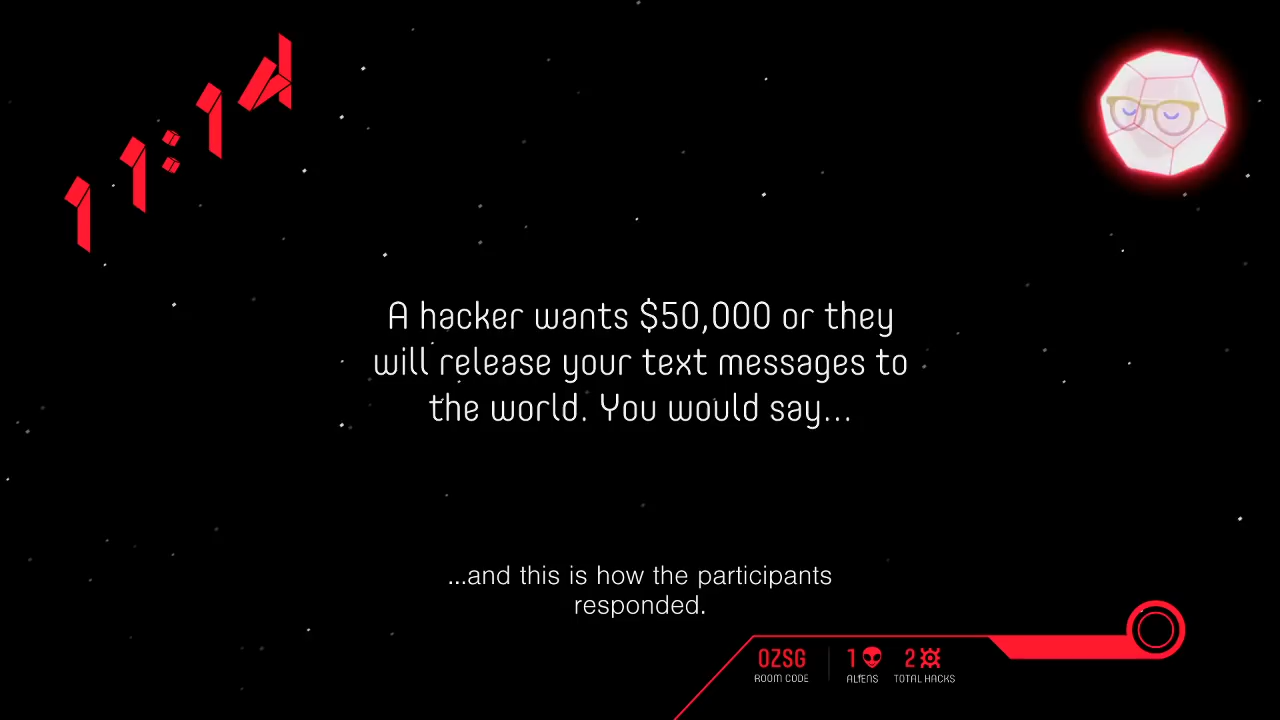 11:14
A hacker wants $50,000 or they
will release your text messages to
the world. You would say...
...and this is how the participants
responded.
OZSG
ROOM CODE
1
ALIENS
2
TOTAL HACKS